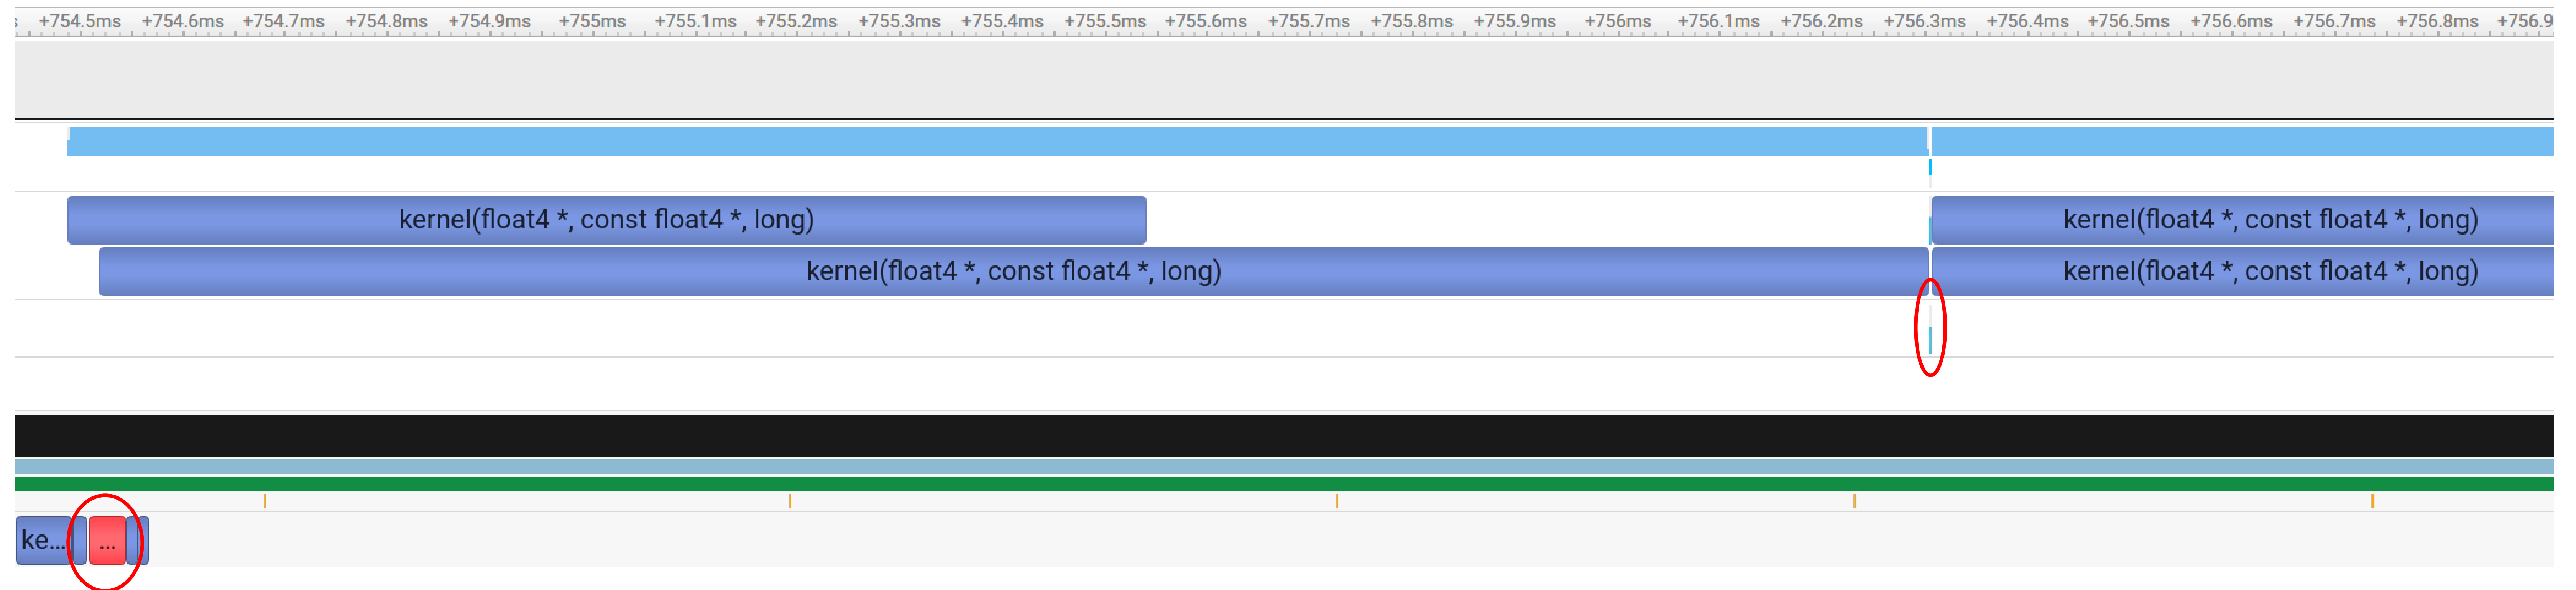 s +754.5ms +754.6ms +754.7ms +754.8ms +754.9ms +755ms +755.1ms +755.2ms +755.3ms +755.4ms +755.5ms +755.6ms +755.7ms +755.8ms +755.9ms +756ms +756.1ms +756.2ms +756.3ms +756.4ms +756.5ms +756.6ms +756.7ms +756.8ms +756.9
kernel(float4 *, const float4 *, long) kernel(float4 *, const float4 *, long)
kernel(float4 *, const float4 *, long) kernel(float4 *, const float4 *, long)
ke... ...